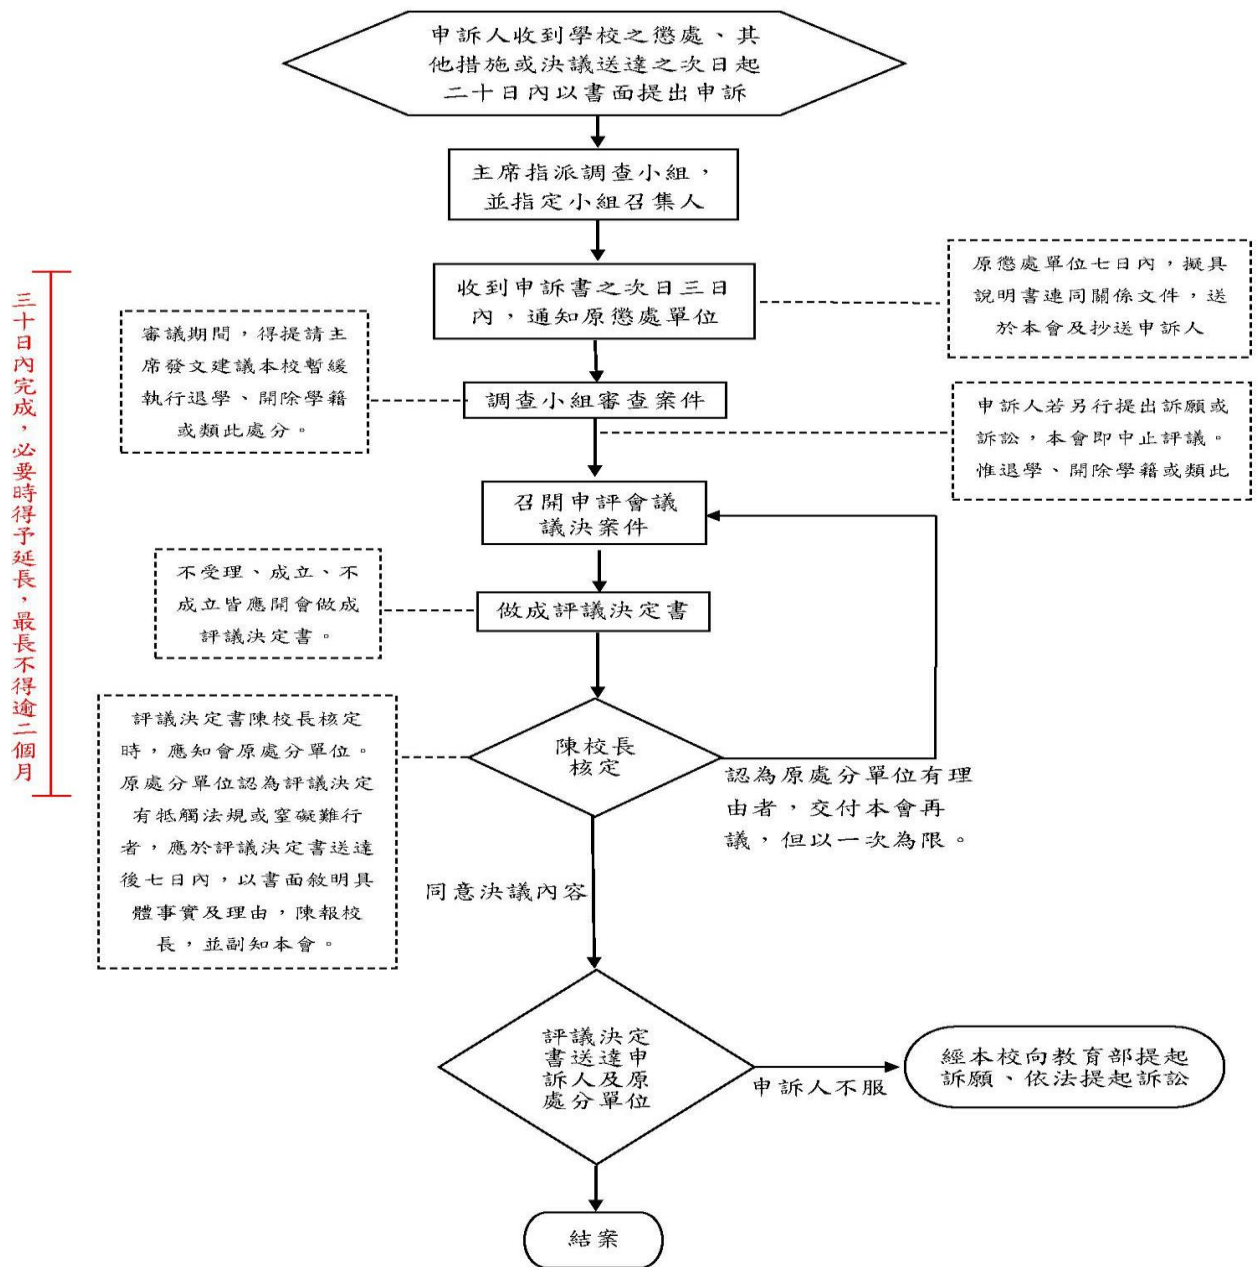 申訴人收到學校之懲處、其
他措施或決議送達之次日起
二十日內以書面提出申訴
主席指派調查小組，
並指定小組召集人
收到申訴書之次日三日
內，通知原懲處單位
原懲處單位七日內，擬具
說明書連同關係文件，送
於本會及抄送申訴人
審議期間，得提請主
席發文建議本校暫緩
執行退學、開除學籍
或類此處分。
調查小組審查案件
申訴人若另行提出訴願或
訴訟，本會即中止評議。
惟退學、開除學籍或類此
召開申評會議
議決案件
不受理、成立、不
成立皆應開會做成
評議決定書。
做成評議決定書
三十日內完成，必要時得予延長，最長不得逾二個月
評議決定書陳校長核定
時，應知會原處分單位。
原處分單位認為評議決定
有牴觸法規或窒礙難行
者，應於評議決定書送達
後七日內，以書面敘明具
體事實及理由，陳報校
長，並副知本會。
陳校長
核定
認為原處分單位有理
由者，交付本會再
議，但以一次為限。
同意決議內容
評議決定
書送達申
訴人及原
處分單位
申訴人不服
經本校向教育部提起
訴願、依法提起訴訟
結案